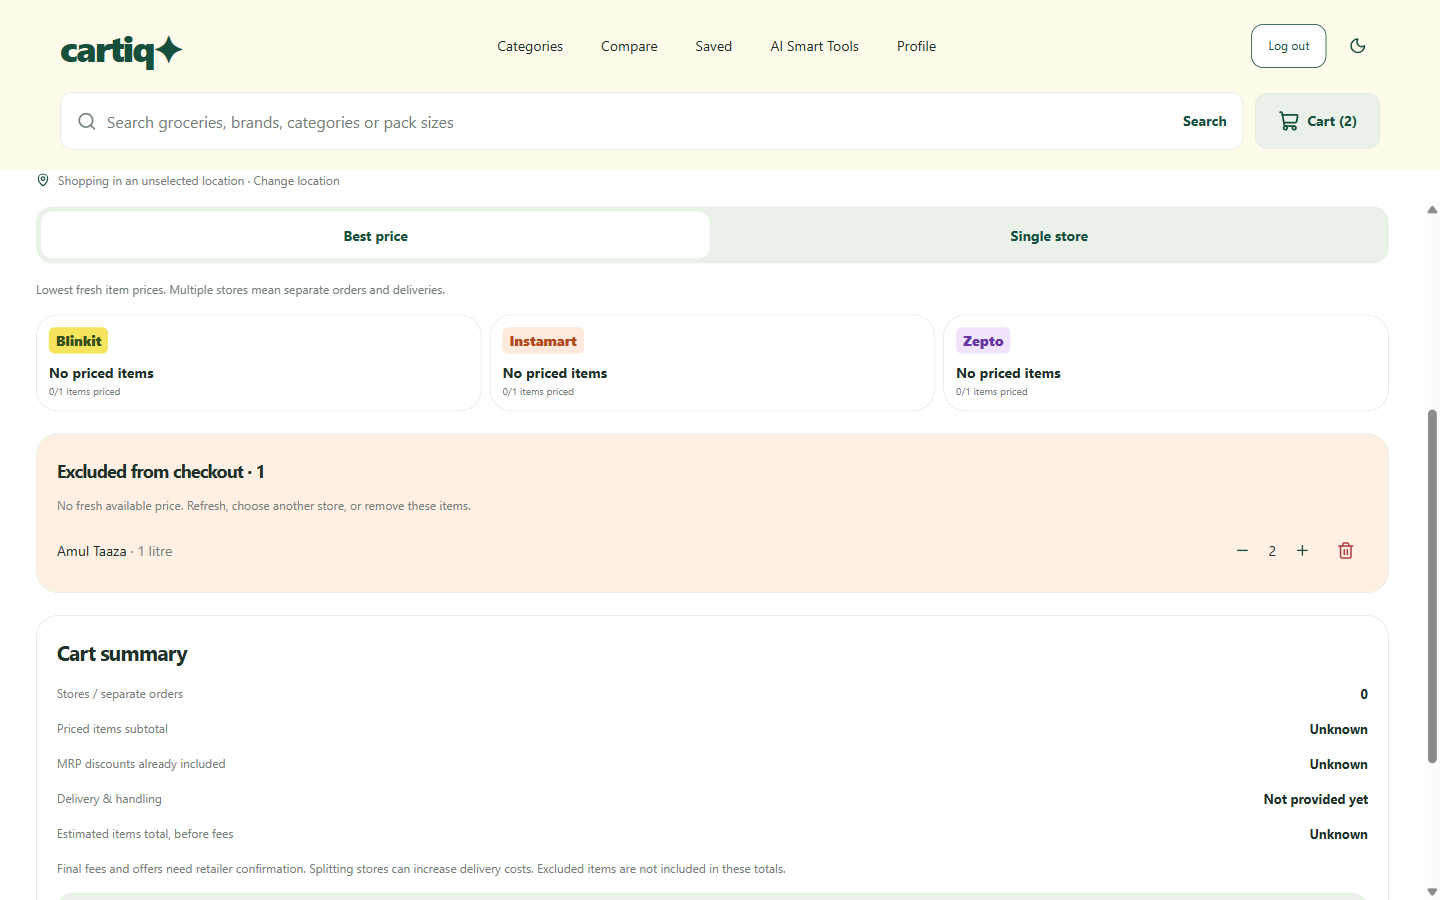 cartiq
Categories
Compare
Saved
AI Smart Tools
Profile
Log out
Search groceries, brands, categories or pack sizes
Search
Cart (2)
Shopping in an unselected location · Change location
Best price
Single store
Lowest fresh item prices. Multiple stores mean separate orders and deliveries.
Blinkit
No priced items
0/1 items priced
Instamart
No priced items
0/1 items priced
Zepto
No priced items
0/1 items priced
Excluded from checkout · 1
No fresh available price. Refresh, choose another store, or remove these items.
Amul Taaza · 1 litre
− 2 +
Cart summary
Stores / separate orders 0
Priced items subtotal Unknown
MRP discounts already included Unknown
Delivery & handling Not provided yet
Estimated items total, before fees Unknown
Final fees and offers need retailer confirmation. Splitting stores can increase delivery costs. Excluded items are not included in these totals.